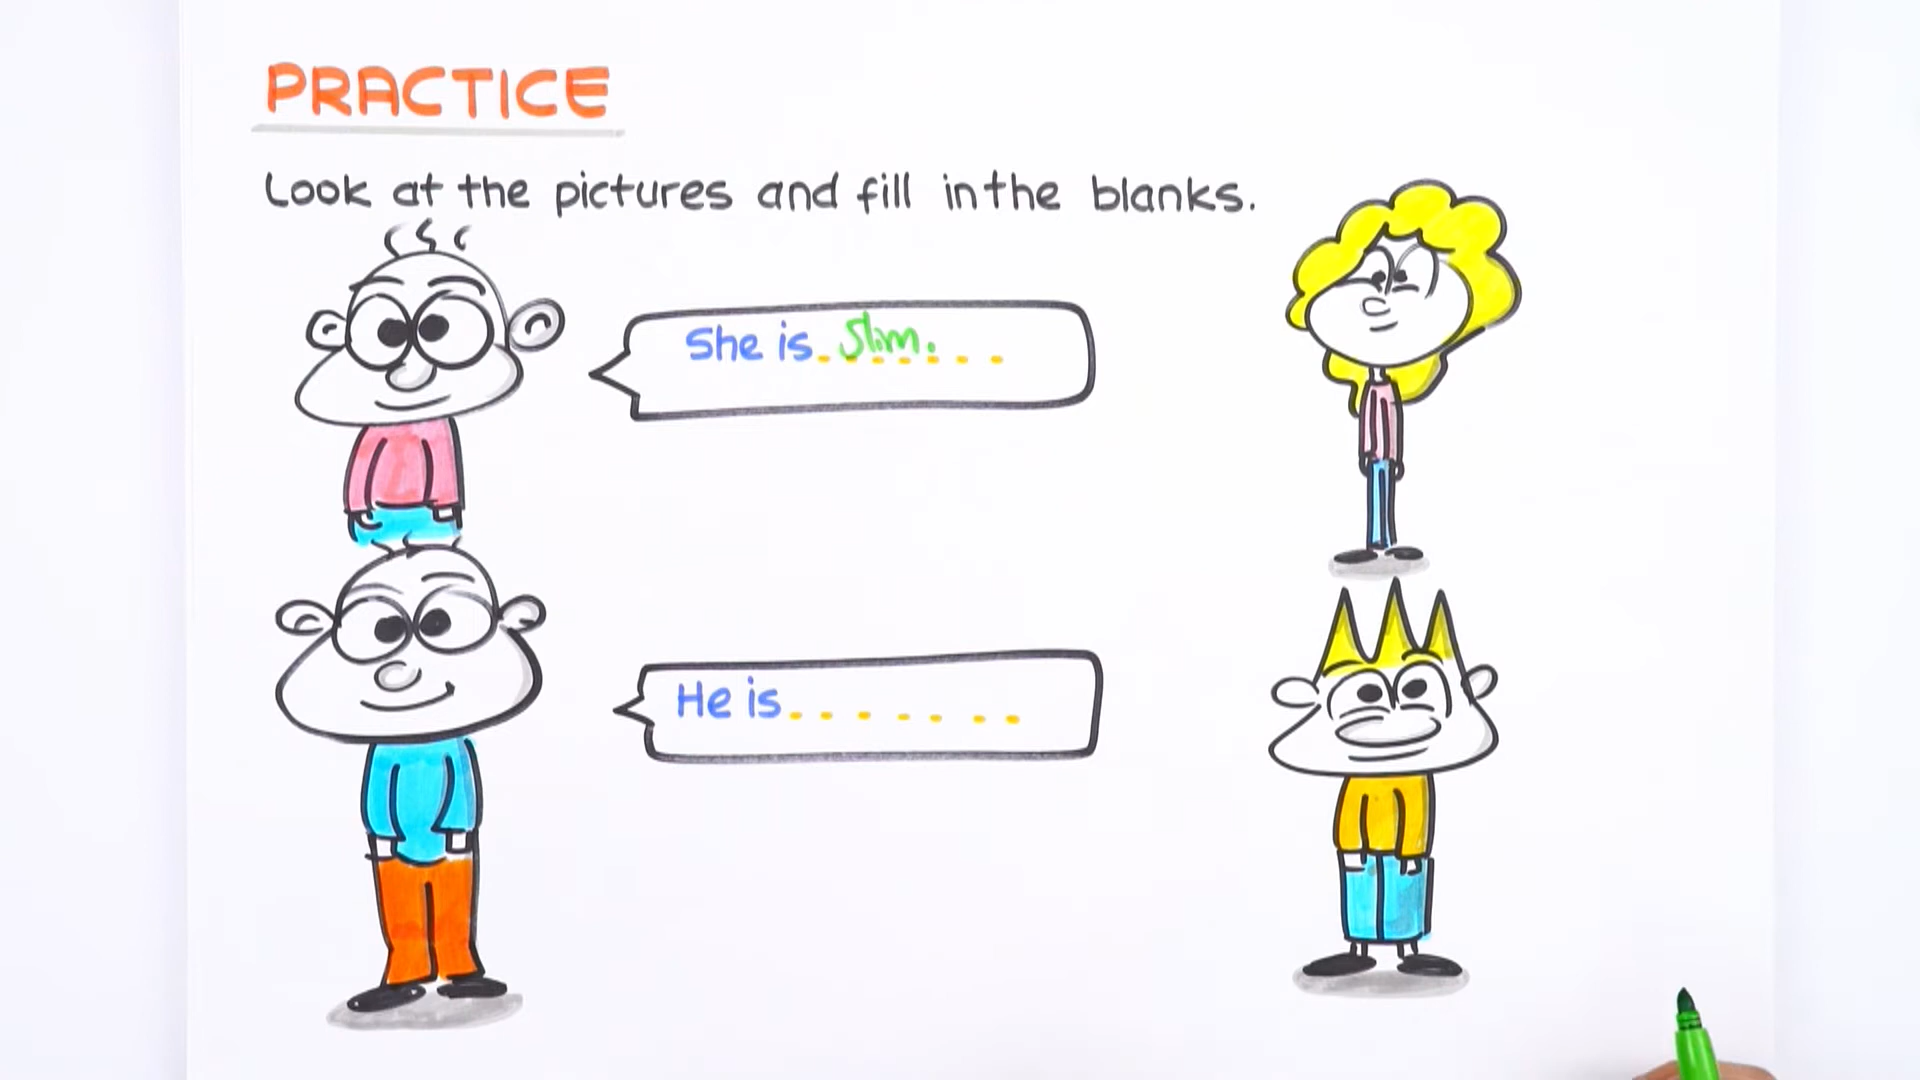 PRACTICE
Look at the pictures and fill in the blanks.
She is Slim.
He is.......